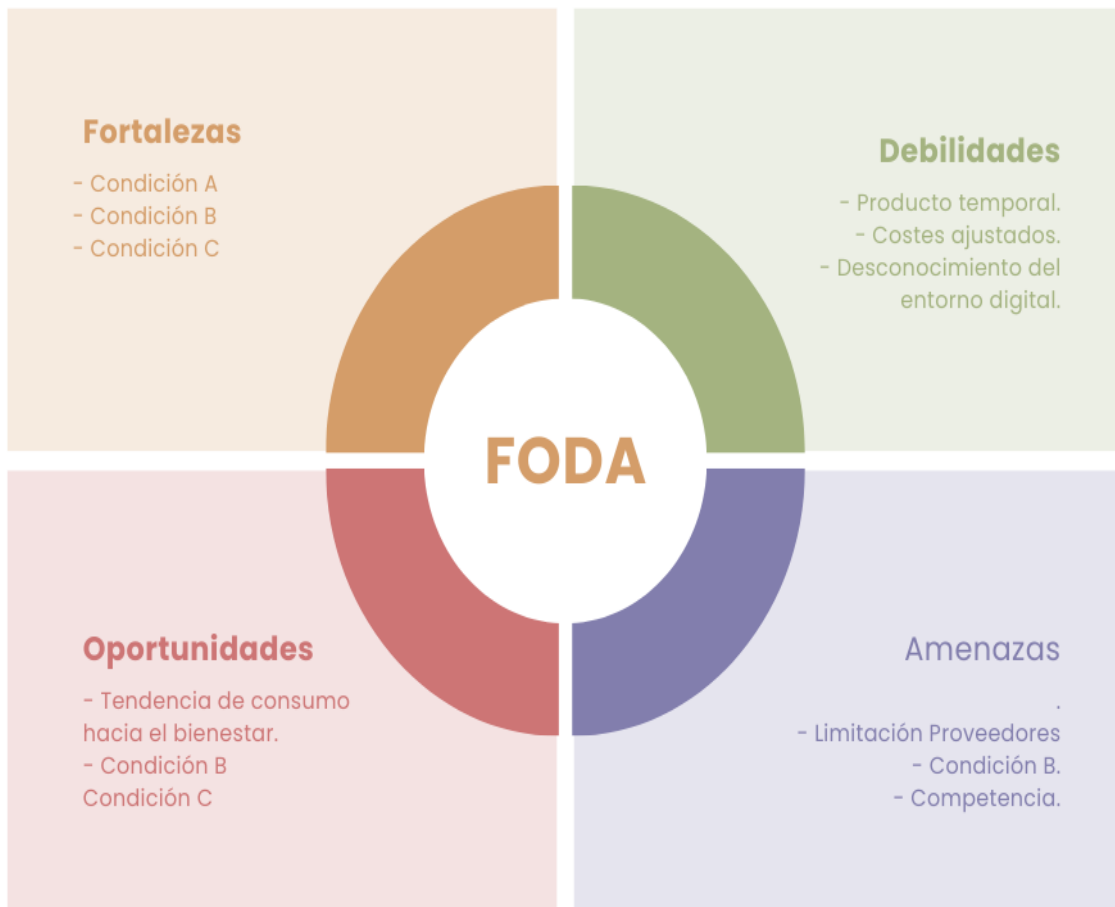 Fortalezas
- Condición A
- Condición B
- Condición C
Debilidades
- Producto temporal.
- Costes ajustados.
- Desconocimiento del
entorno digital.
FODA
Oportunidades
- Tendencia de consumo
hacia el bienestar.
- Condición B
Condición C
Amenazas
.
- Limitación Proveedores
- Condición B.
- Competencia.